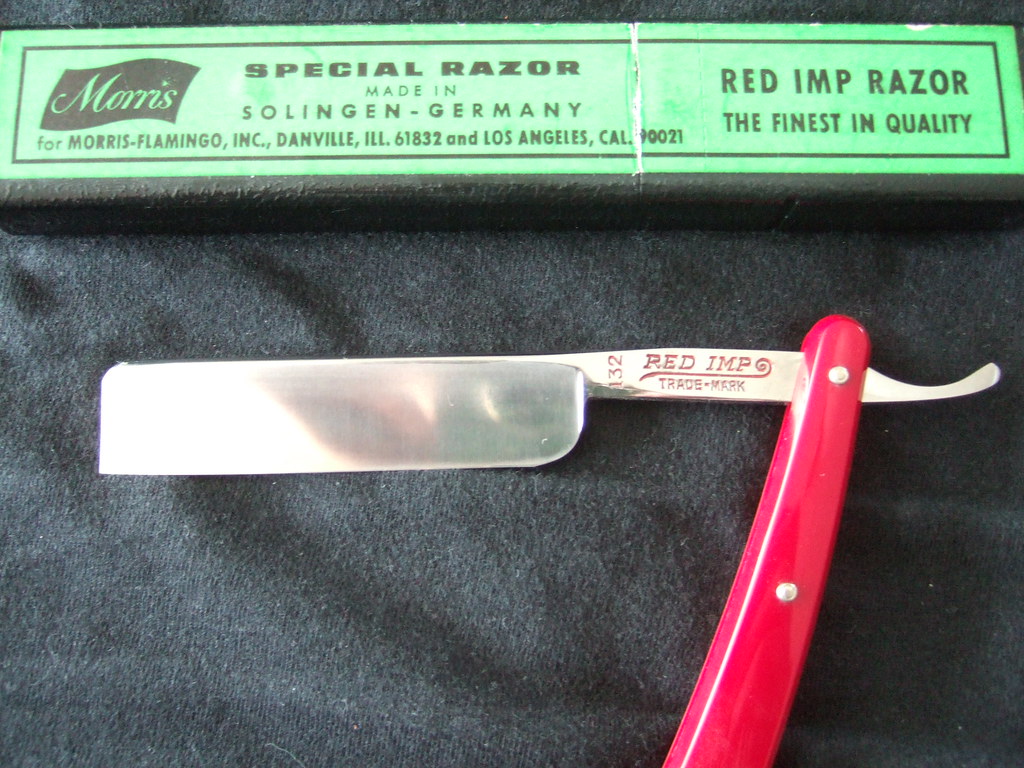 Morris
SPECIAL RAZOR
MADE IN
SOLINGEN-GERMANY
for MORRIS-FLAMINGO, INC., DANVILLE, ILL. 61832 and LOS ANGELES, CAL. 90021
RED IMP RAZOR
THE FINEST IN QUALITY
132
RED IMP
TRADE-MARK